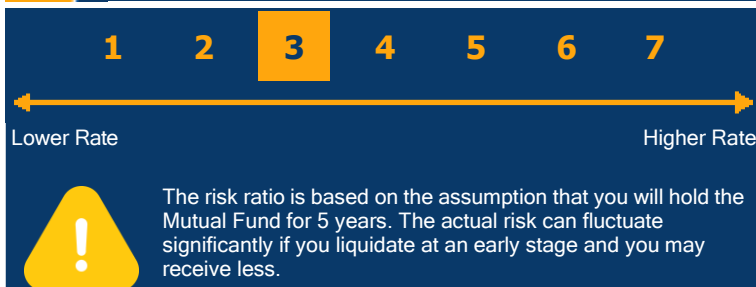 1 2 3 4 5 6 7
Lower Rate Higher Rate
The risk ratio is based on the assumption that you will hold the
Mutual Fund for 5 years. The actual risk can fluctuate
significantly if you liquidate at an early stage and you may
receive less.